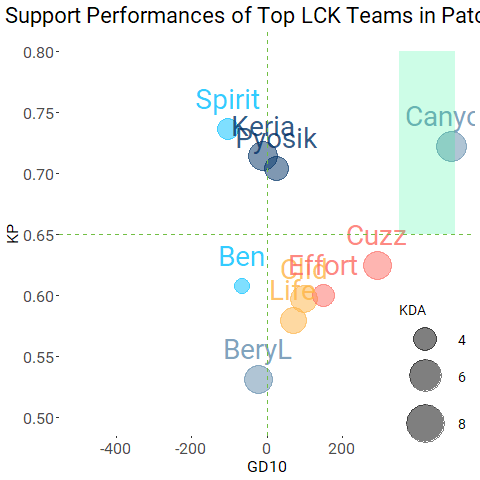 Support Performances of Top LCK Teams in Patc
0.80
0.75
0.70
0.65
0.60
0.55
0.50
KP
Spirit
Keria
Pyosik
Canyo
Cuzz
Ben
Effort
Life
BeryL
KDA
4
6
8
-400
-200
0
200
GD10